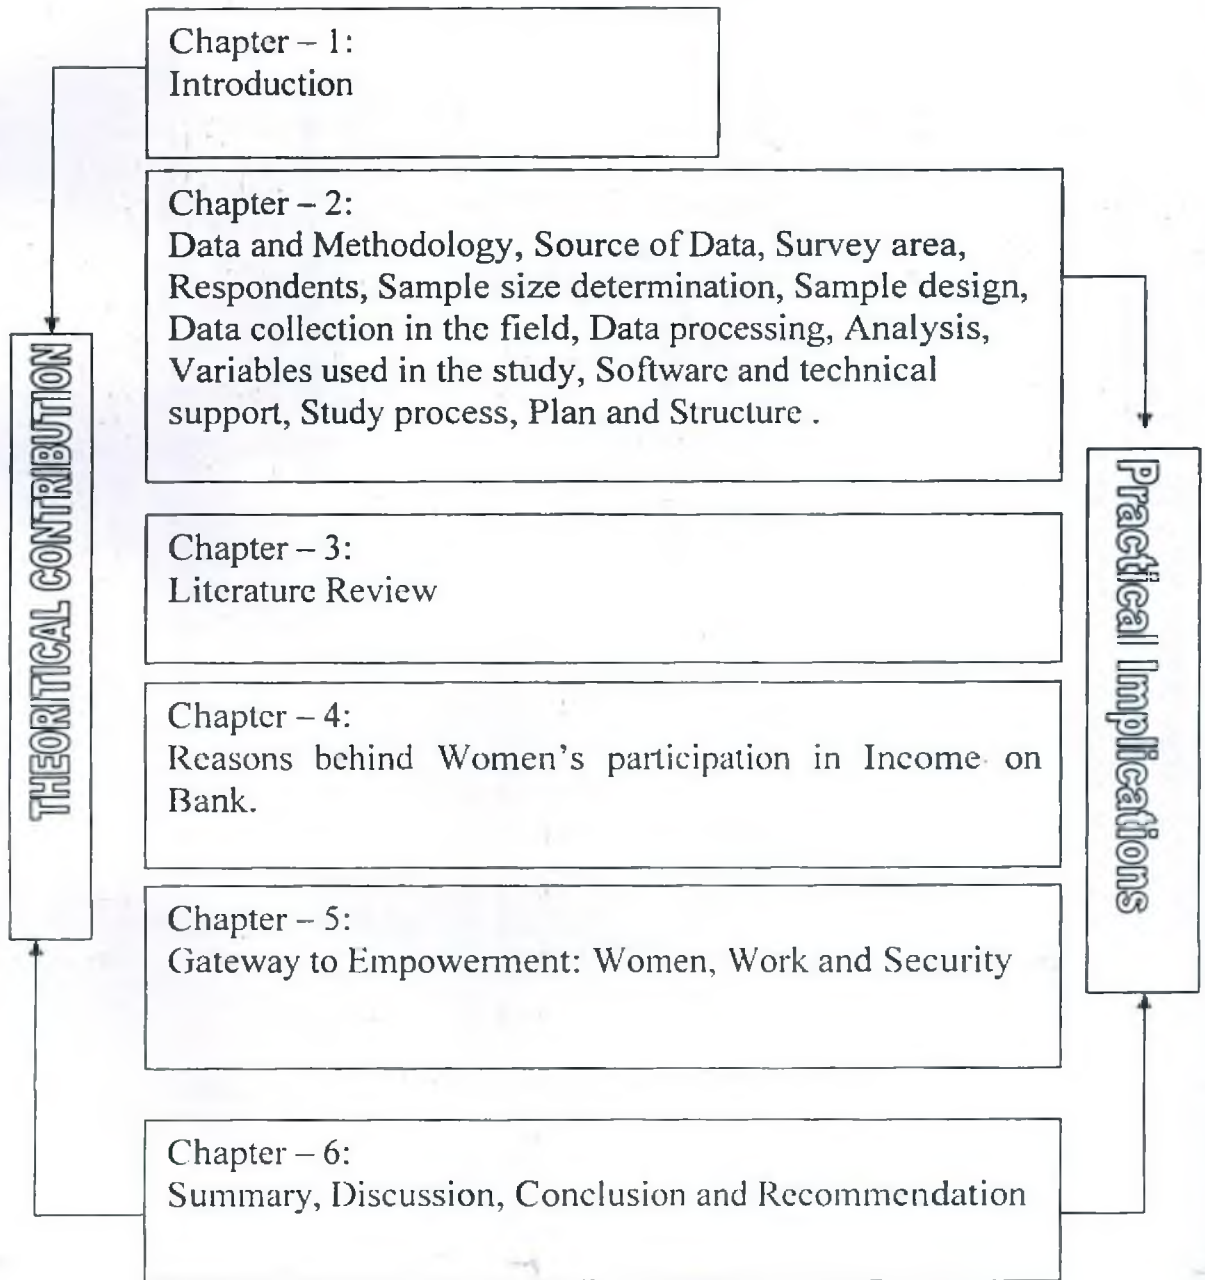 Chapter – 1:
Introduction
Chapter – 2:
Data and Methodology, Source of Data, Survey area,
Respondents, Sample size determination, Sample design,
Data collection in the field, Data processing, Analysis,
Variables used in the study, Software and technical
support, Study process, Plan and Structure .
THEORITICAL CONTRIBUTION
Practical Implications
Chapter – 3:
Literature Review
Chapter – 4:
Reasons behind Women's participation in Income on
Bank.
Chapter – 5:
Gateway to Empowerment: Women, Work and Security
Chapter – 6:
Summary, Discussion, Conclusion and Recommendation